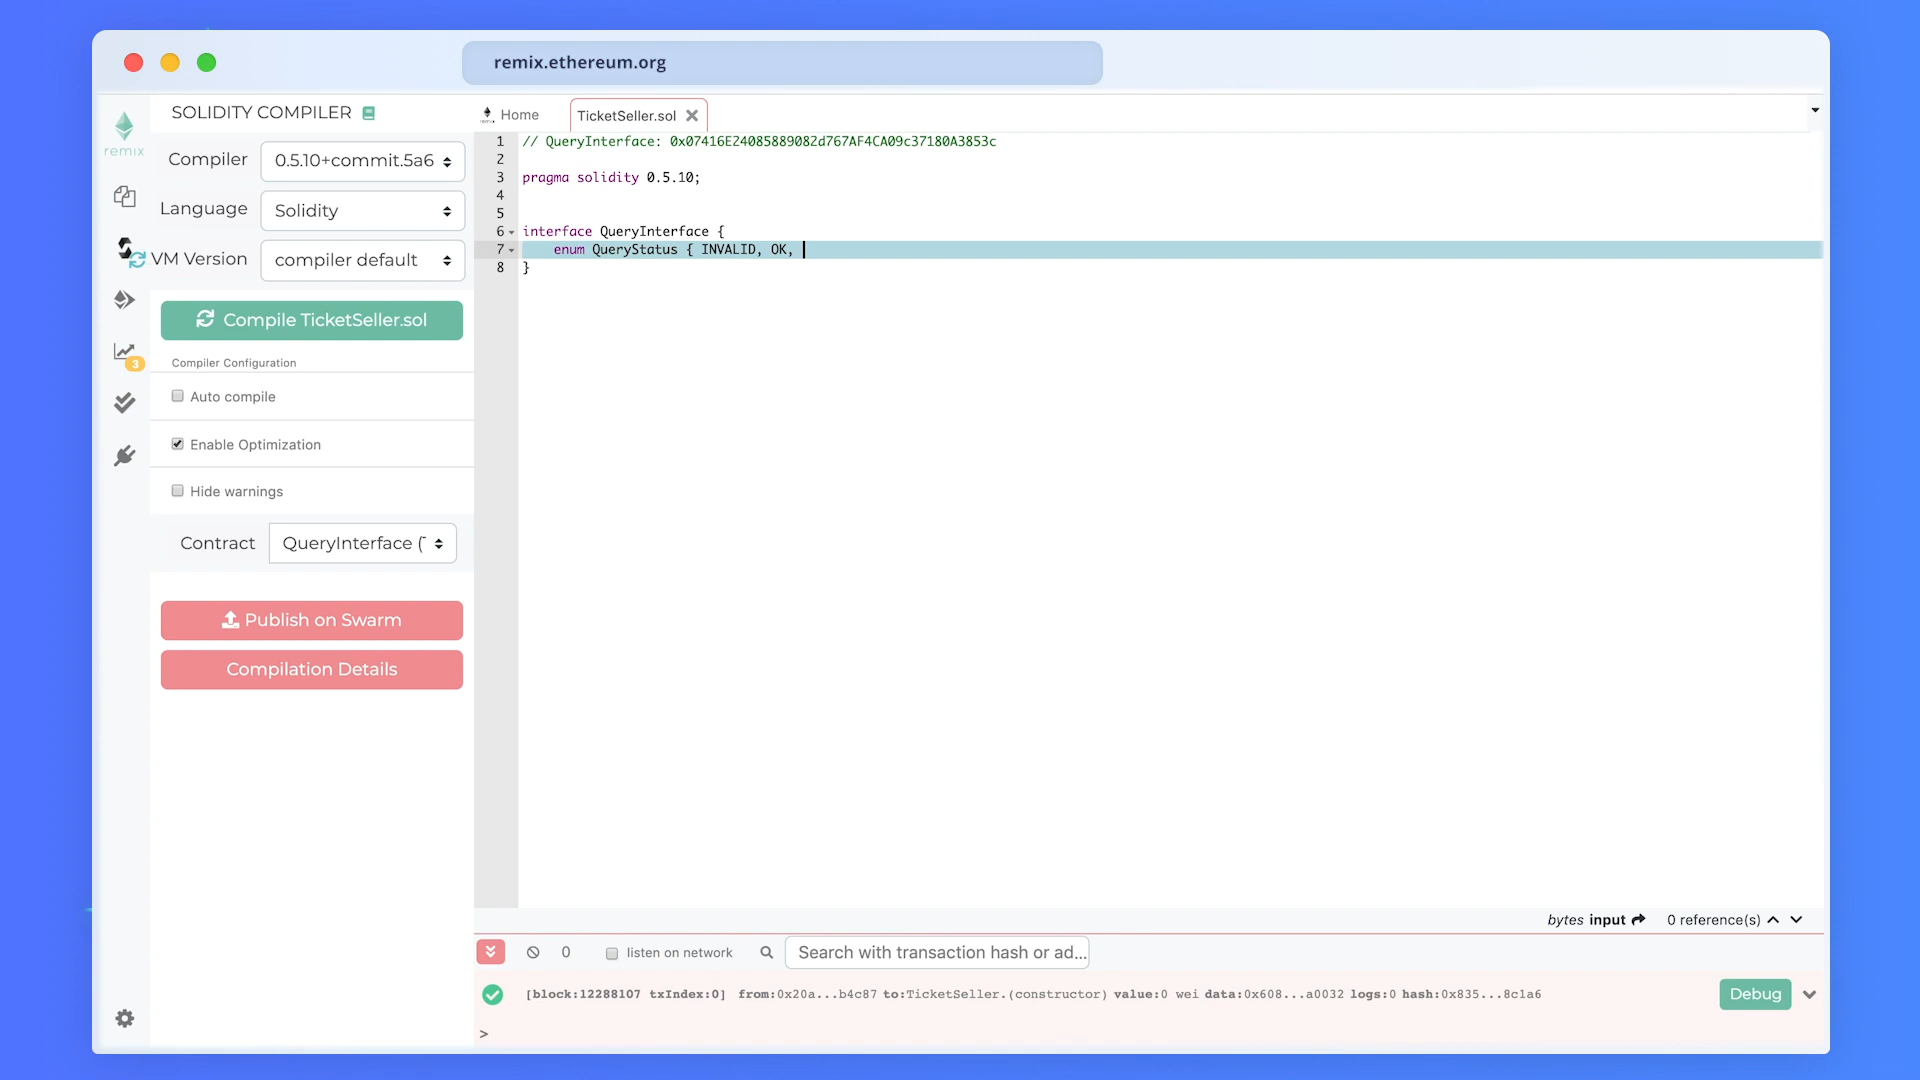 remix.ethereum.org
remix
SOLIDITY COMPILER
Compiler 0.5.10+commit.5a6
Language Solidity
VM Version compiler default
Compile TicketSeller.sol
Compiler Configuration
3
Auto compile
Enable Optimization
Hide warnings
Contract QueryInterface (
Publish on Swarm
Compilation Details
Home TicketSeller.sol
1 // QueryInterface: 0x07416E24085889082d767AF4CA09c37180A3853c
2
3 pragma solidity 0.5.10;
4
5
6 interface QueryInterface {
7 enum QueryStatus { INVALID, OK,
8 }
bytes input 0 reference(s)
0 listen on network Search with transaction hash or ad...
[block:12288107 txIndex:0] from:0x20a...b4c87 to:TicketSeller.(constructor) value:0 wei data:0x608...a0032 logs:0 hash:0x835...8c1a6 Debug
>